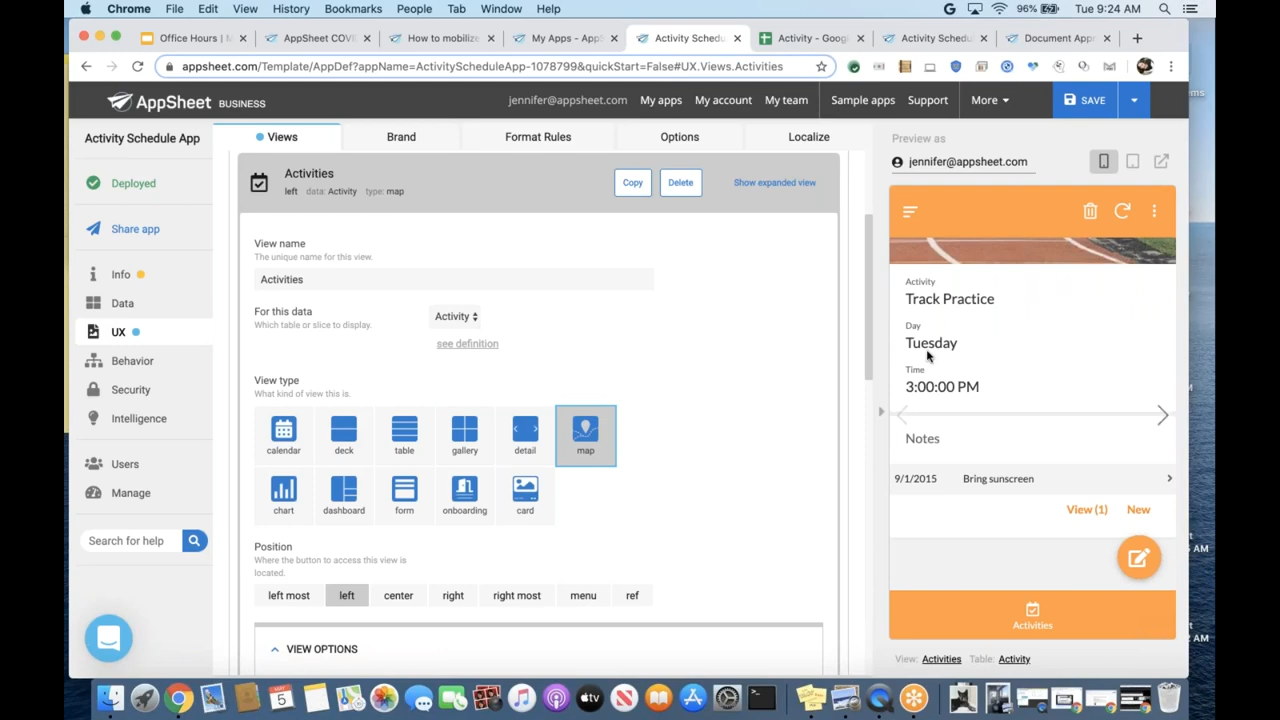 Chrome File Edit View History Bookmarks People Tab Window Help
96% Tue 9:24 AM
Office Hours | M
AppSheet COVI
How to mobilize
My Apps - AppS
Activity Schedu
Activity - Goog
Activity Schedu
Document App
appsheet.com/Template/AppDef?appName=ActivityScheduleApp-1078799&quickStart=False#UX.Views.Activities
AppSheet BUSINESS
jennifer@appsheet.com My apps My account My team Sample apps Support More SAVE
Activity Schedule App
Views Brand Format Rules Options Localize
Preview as
jennifer@appsheet.com
Deployed
Share app
Info
Data
UX
Behavior
Security
Intelligence
Users
Manage
Search for help
Activities
left data: Activity type: map
Copy Delete Show expanded view
View name
The unique name for this view.
Activities
For this data
Which table or slice to display.
Activity
see definition
View type
What kind of view this is.
calendar deck table gallery detail map
chart dashboard form onboarding card
Position
Where the button to access this view is
located.
left most left center right right most menu ref
VIEW OPTIONS
Activity
Track Practice
Day
Tuesday
Time
3:00:00 PM
Notes
9/1/2015 Bring sunscreen
View (1) New
Activities
View: Activities Table: Activity